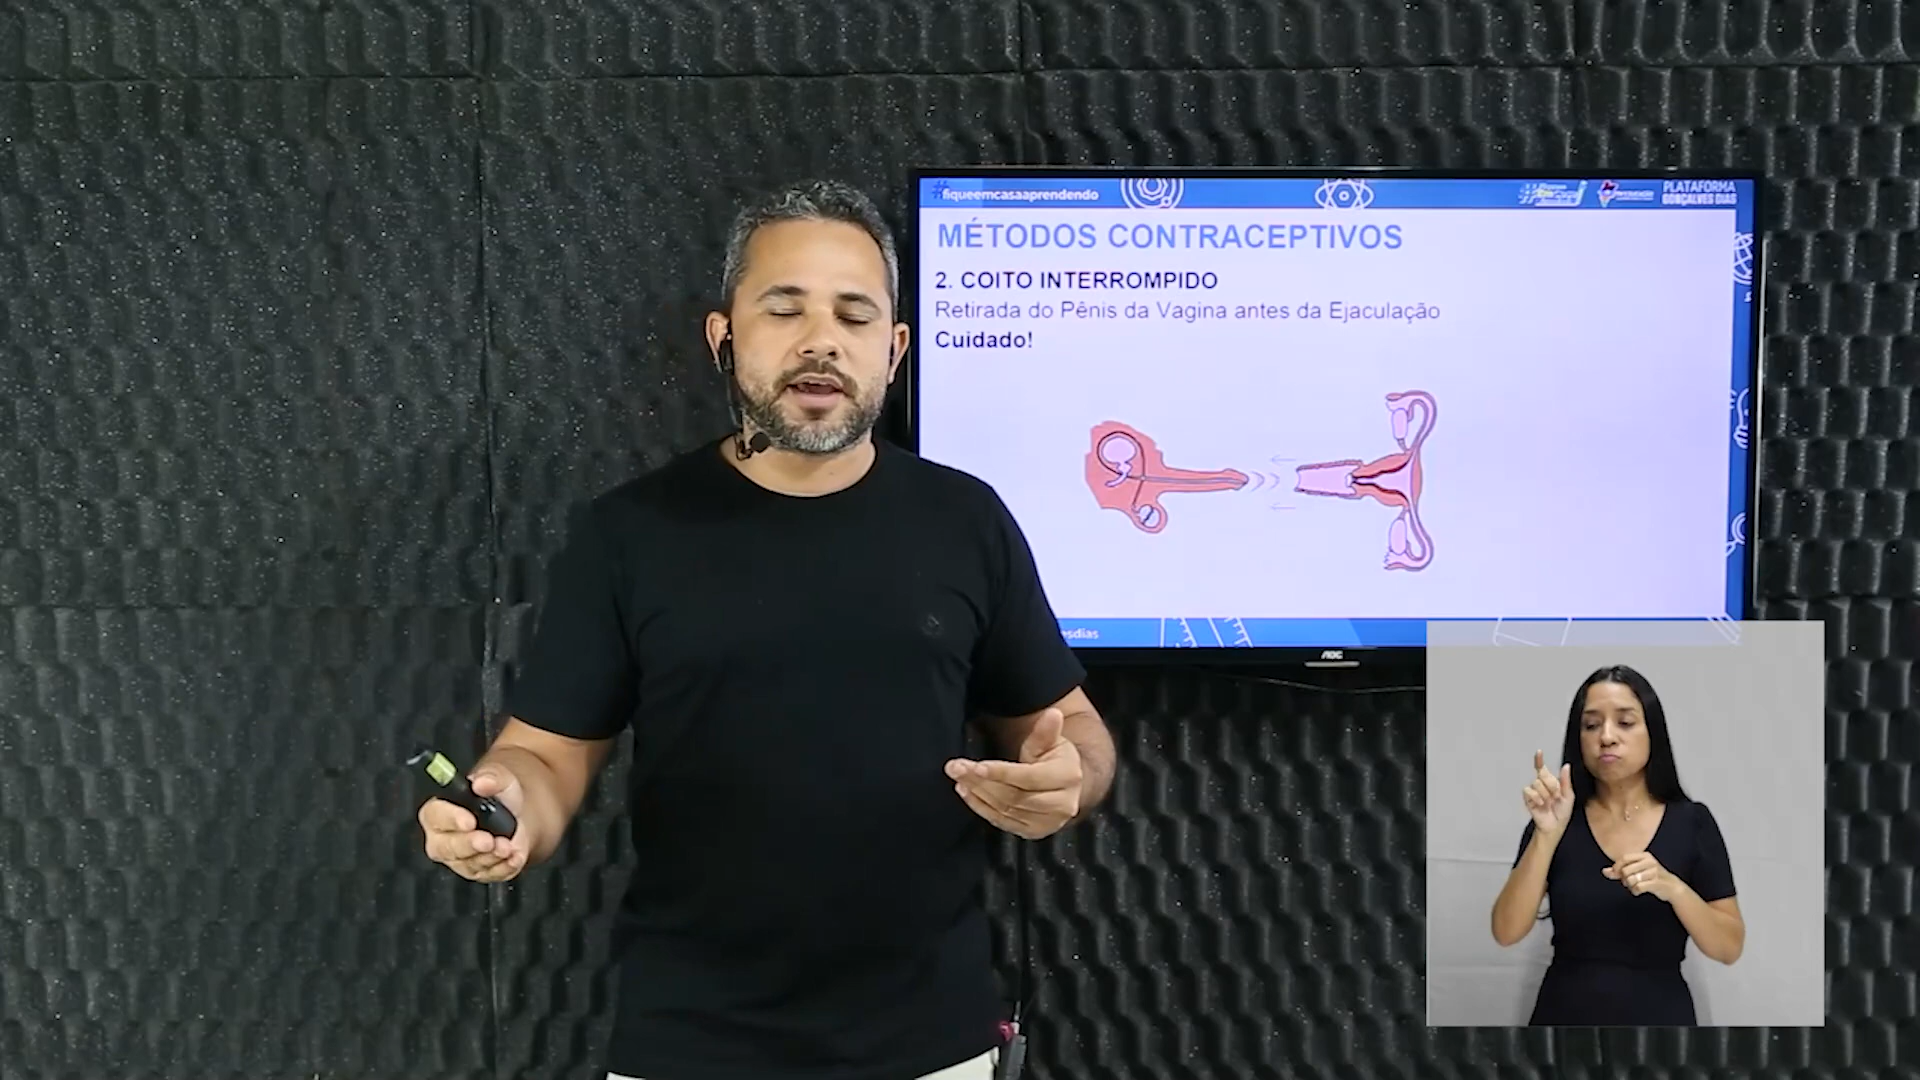 #fiqueemcasaaprendendo
PLATAFORMA
GONÇALVES DIAS
MÉTODOS CONTRACEPTIVOS
2. COITO INTERROMPIDO
Retirada do Pênis da Vagina antes da Ejaculação
Cuidado!
esdias
AOC